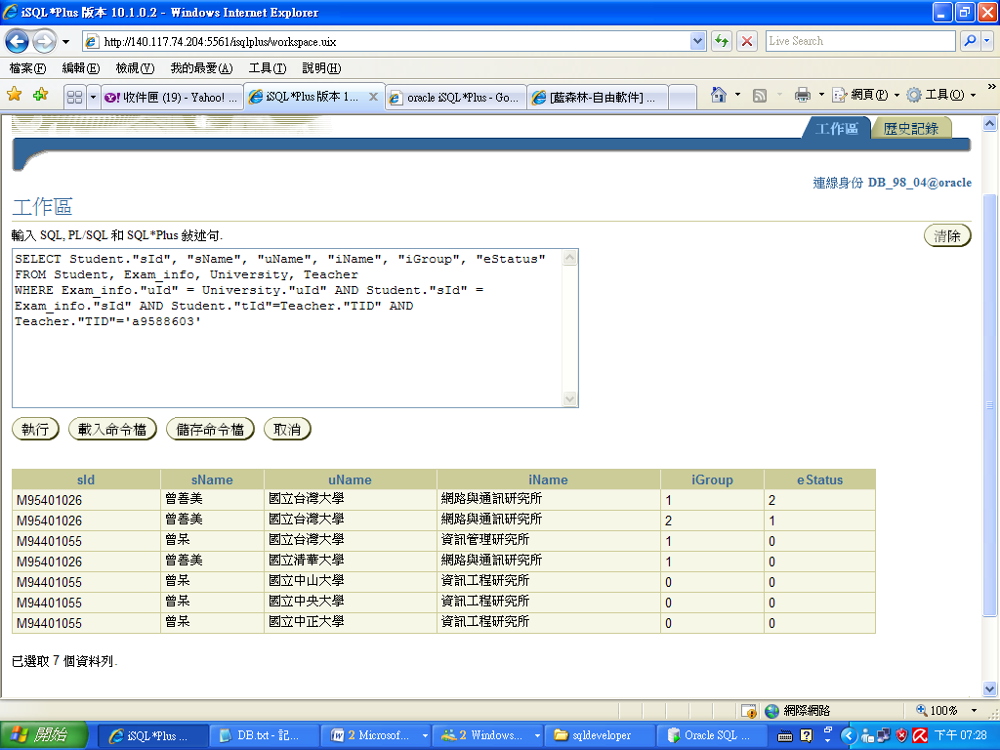 iSQL*Plus 版本 10.1.0.2 - Windows Internet Explorer
http://140.117.74.204:5561/isqlplus/workspace.uix
Live Search
檔案(F) 編輯(E) 檢視(V) 我的最愛(A) 工具(T) 說明(H)
收件匣 (19) - Yahoo! ... iSQL*Plus 版本 1... oracle iSQL*Plus - Go... [藍森林-自由軟件] ... 網頁(P) 工具(O)
工作區 歷史記錄
連線身份 DB_98_04@oracle
工作區
輸入 SQL, PL/SQL 和 SQL*Plus 敘述句.
清除
SELECT Student."sId", "sName", "uName", "iName", "iGroup", "eStatus"
FROM Student, Exam_info, University, Teacher
WHERE Exam_info."uId" = University."uId" AND Student."sId" =
Exam_info."sId" AND Student."tId"=Teacher."TID" AND
Teacher."TID"='a9588603'
執行 載入命令檔 儲存命令檔 取消
sId sName uName iName iGroup eStatus
M95401026 曾善美 國立台灣大學 網路與通訊研究所 1 2
M95401026 曾善美 國立台灣大學 網路與通訊研究所 2 1
M94401055 曾呆 國立台灣大學 資訊管理研究所 1 0
M95401026 曾善美 國立清華大學 網路與通訊研究所 1 0
M94401055 曾呆 國立中山大學 資訊工程研究所 0 0
M94401055 曾呆 國立中央大學 資訊工程研究所 0 0
M94401055 曾呆 國立中正大學 資訊工程研究所 0 0
已選取 7 個資料列.
網際網路 100%
開始 iSQL*Plus ... DB.txt - 記... 2 Microsof... 2 Windows... sqldeveloper Oracle SQL ... 下午 07:28